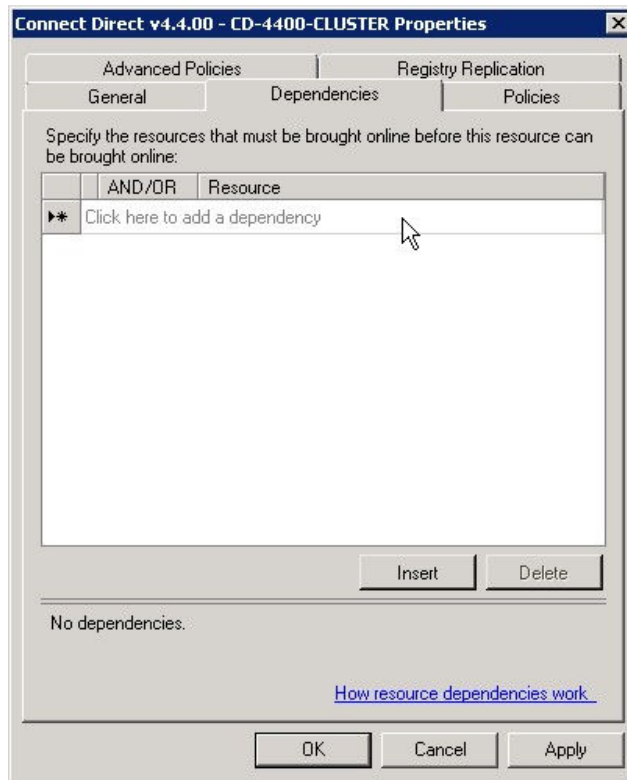 Connect Direct v4.4.00 - CD-4400-CLUSTER Properties
Advanced Policies
Registry Replication
General
Dependencies
Policies
Specify the resources that must be brought online before this resource can
be brought online:
AND/OR
Resource
Click here to add a dependency
Insert
Delete
No dependencies.
How resource dependencies work
OK
Cancel
Apply